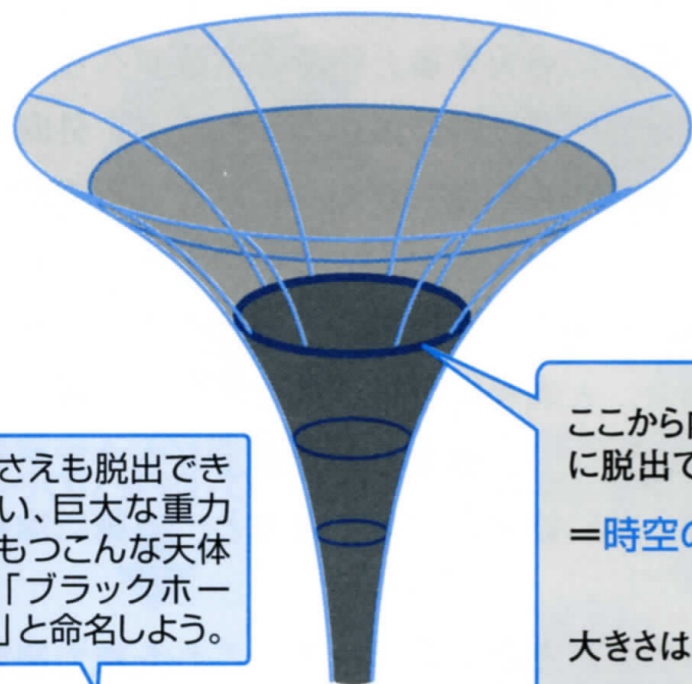 さえも脱出でき
い、巨大な重力
もつこんな天体
「ブラックホー
」と命名しよう。
ここから
に脱出で
＝時空の
大きさは